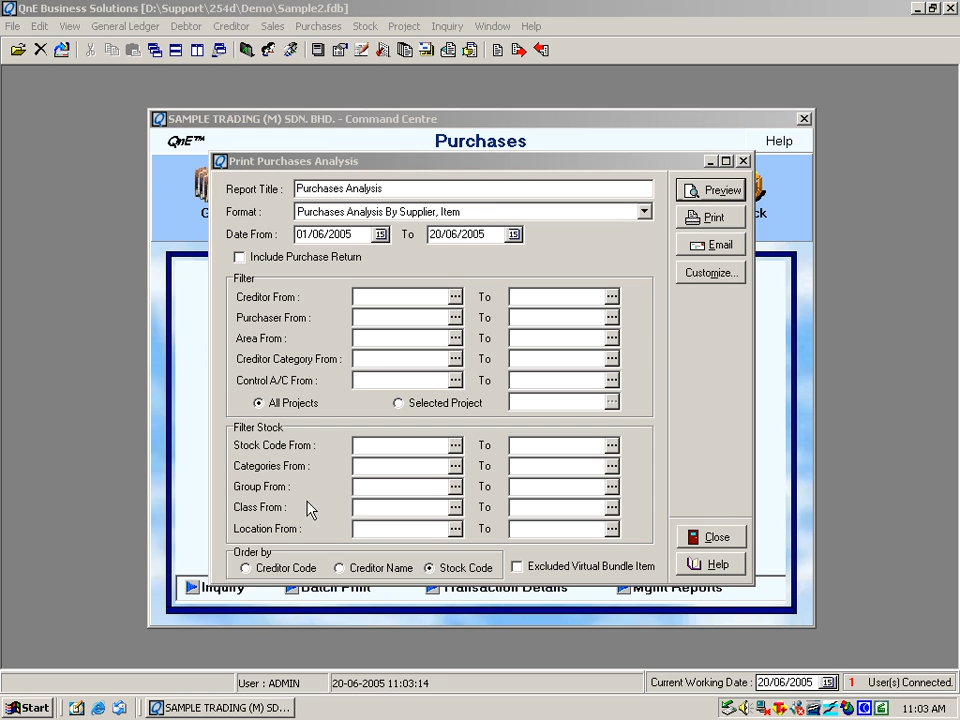 QnE Business Solutions [D:\Support\254d\Demo\Sample2.fdb]
File Edit View General Ledger Debtor Creditor Sales Purchases Stock Project Inquiry Window Help
SAMPLE TRADING (M) SDN. BHD. - Command Centre
QnE™ Purchases Help
Print Purchases Analysis
Report Title : Purchases Analysis Preview
Format : Purchases Analysis By Supplier, Item Print
Date From : 01/06/2005 15 To 20/06/2005 15
Email
Include Purchase Return
Customize...
Filter
Creditor From : ... To ...
Purchaser From : ... To ...
Area From : ... To ...
Creditor Category From : ... To ...
Control A/C From : ... To ...
All Projects Selected Project ...
Filter Stock
Stock Code From : ... To ...
Categories From : ... To ...
Group From : ... To ...
Class From : ... To ...
Location From : ... To ...
Close
Order by
Creditor Code Creditor Name Stock Code Excluded Virtual Bundle Item Help
Inquiry Batch Print Transaction Details Mgmt Reports
User : ADMIN 20-06-2005 11:03:14 Current Working Date : 20/06/2005 15 1 User(s) Connected.
Start SAMPLE TRADING (M) SD... 11:03 AM